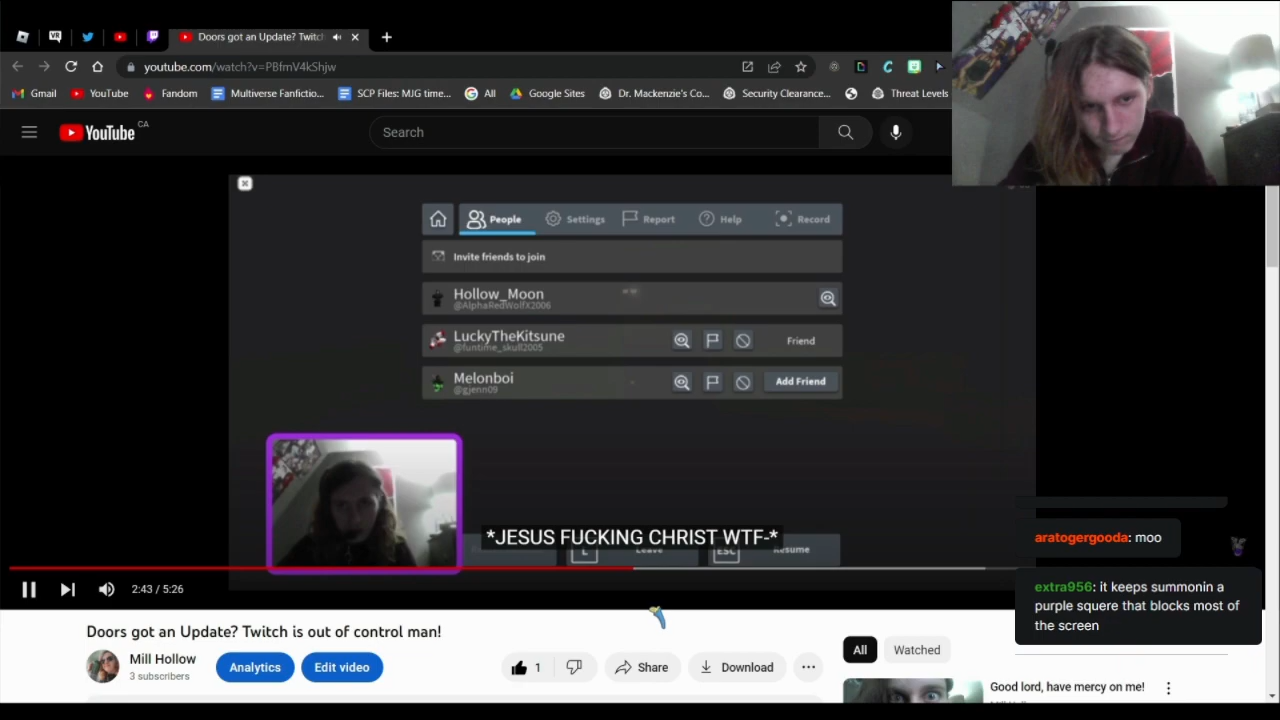 Doors got an Update? Twitch
youtube.com/watch?v=PBfmV4kShjw
Gmail
YouTube
Fandom
Multiverse Fanfictio...
SCP Files: MJG time...
All
Google Sites
Dr. Mackenzie's Co...
Security Clearance...
Threat Levels
YouTube CA
Search
People
Settings
Report
Help
Record
Invite friends to join
Hollow_Moon
@AlphaRedWolfX2006
LuckyTheKitsune
@funtime_skull2005
Friend
Melonboi
@gjenn09
Add Friend
*JESUS FUCKING CHRIST WTF-*
L
Leave
ESC
Resume
aratogergooda: moo
extra956: it keeps summonin a
purple squere that blocks most of
the screen
2:43 / 5:26
Doors got an Update? Twitch is out of control man!
Mill Hollow
3 subscribers
Analytics
Edit video
1
Share
Download
All
Watched
Good lord, have mercy on me!